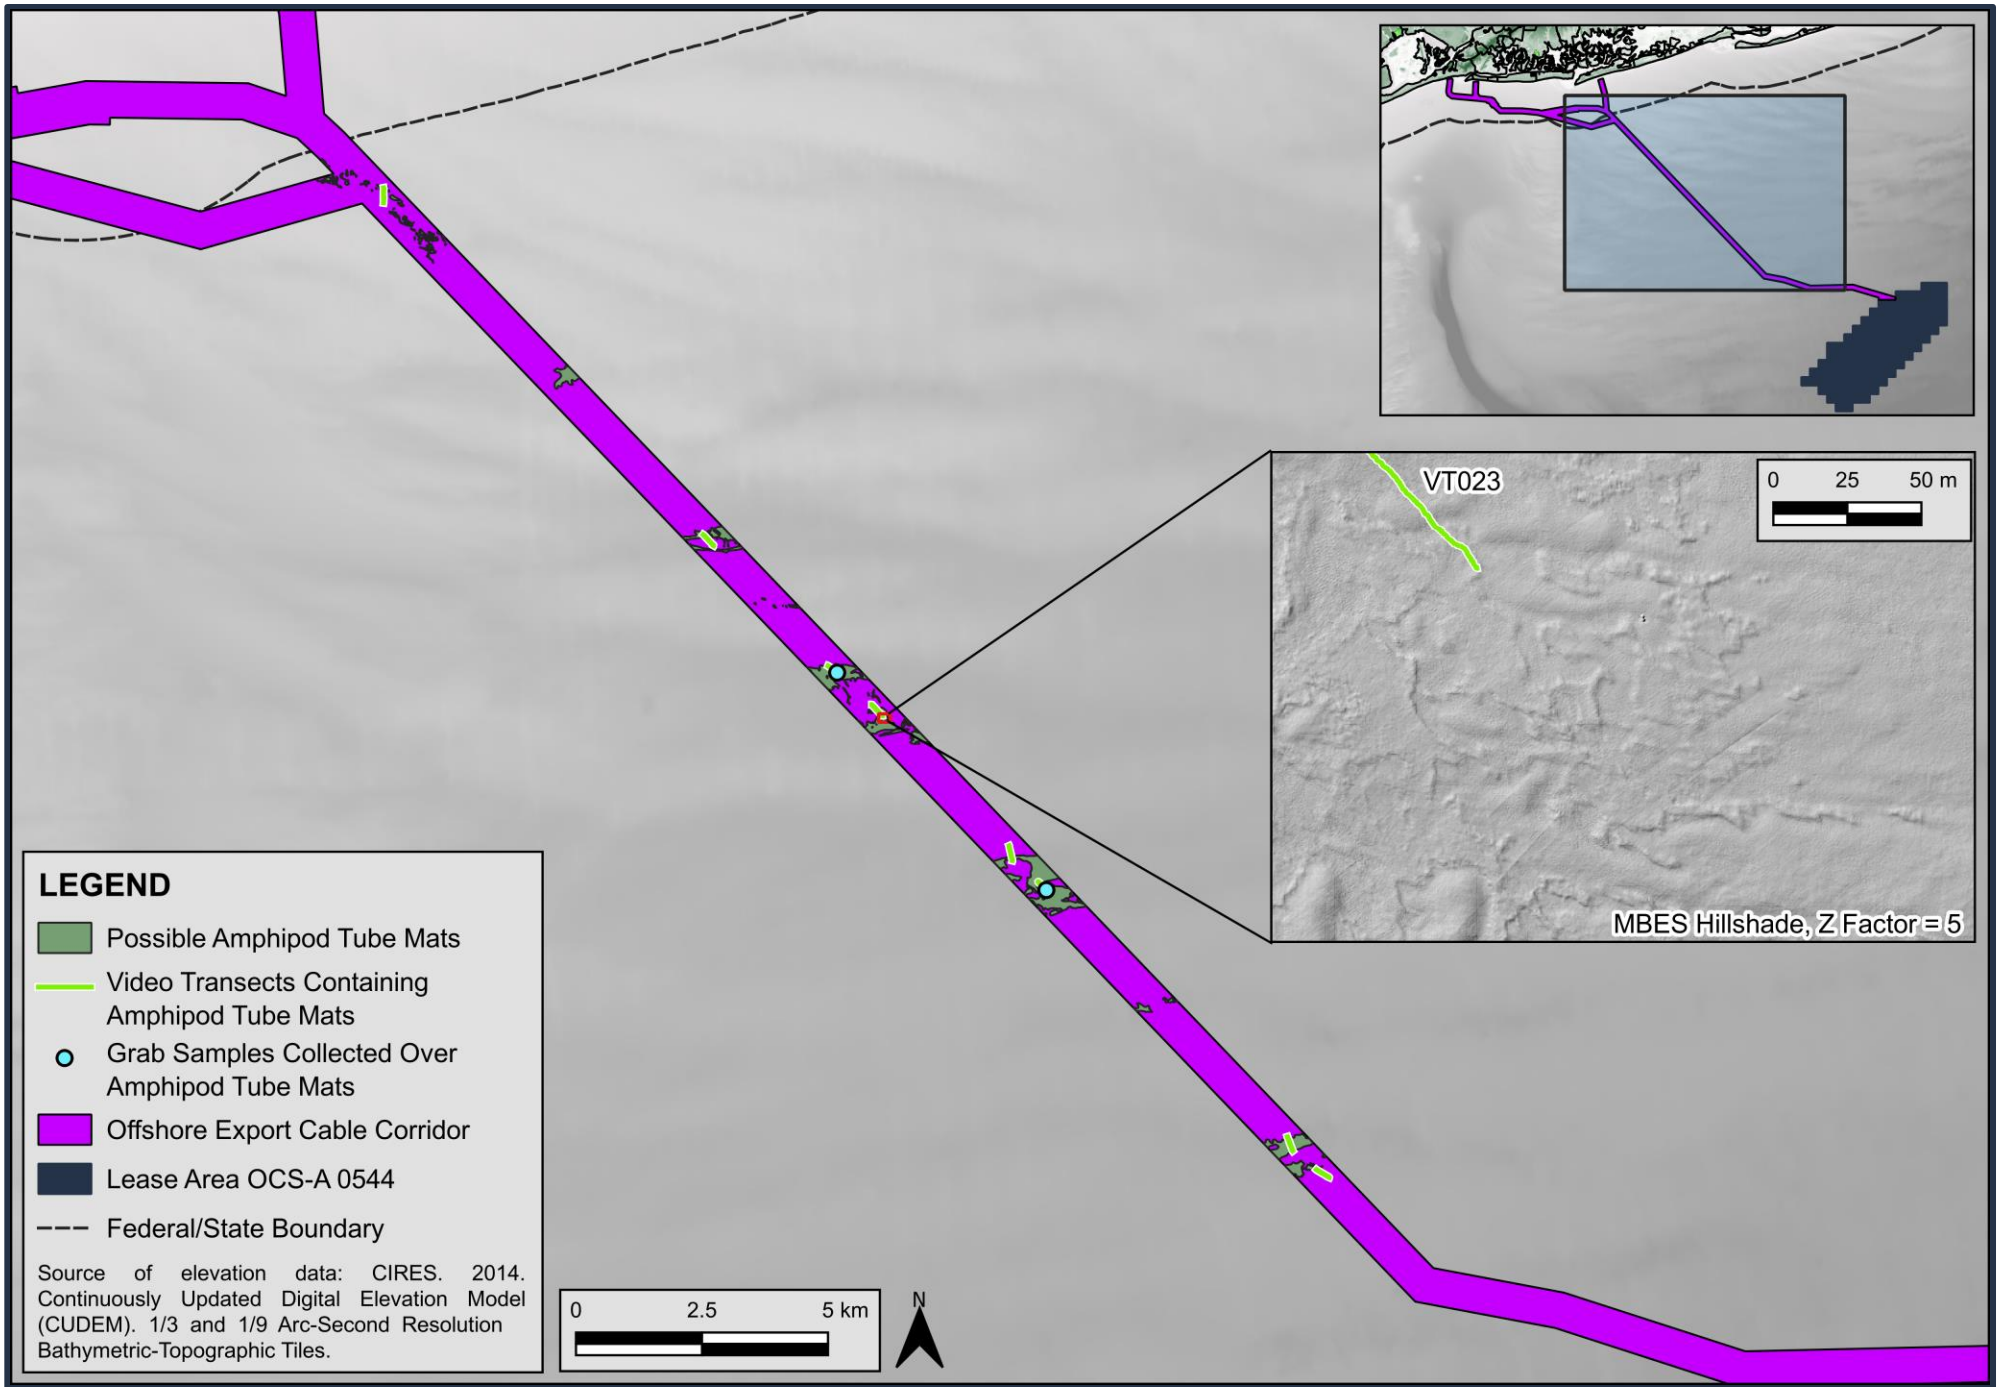 VT023
0 25 50 m
MBES Hillshade, Z Factor = 5
LEGEND
Possible Amphipod Tube Mats
Video Transects Containing
Amphipod Tube Mats
Grab Samples Collected Over
Amphipod Tube Mats
Offshore Export Cable Corridor
Lease Area OCS-A 0544
Federal/State Boundary
Source of elevation data: CIRES. 2014.
Continuously Updated Digital Elevation Model
(CUDEM). 1/3 and 1/9 Arc-Second Resolution
Bathymetric-Topographic Tiles.
0 2.5 5 km
N